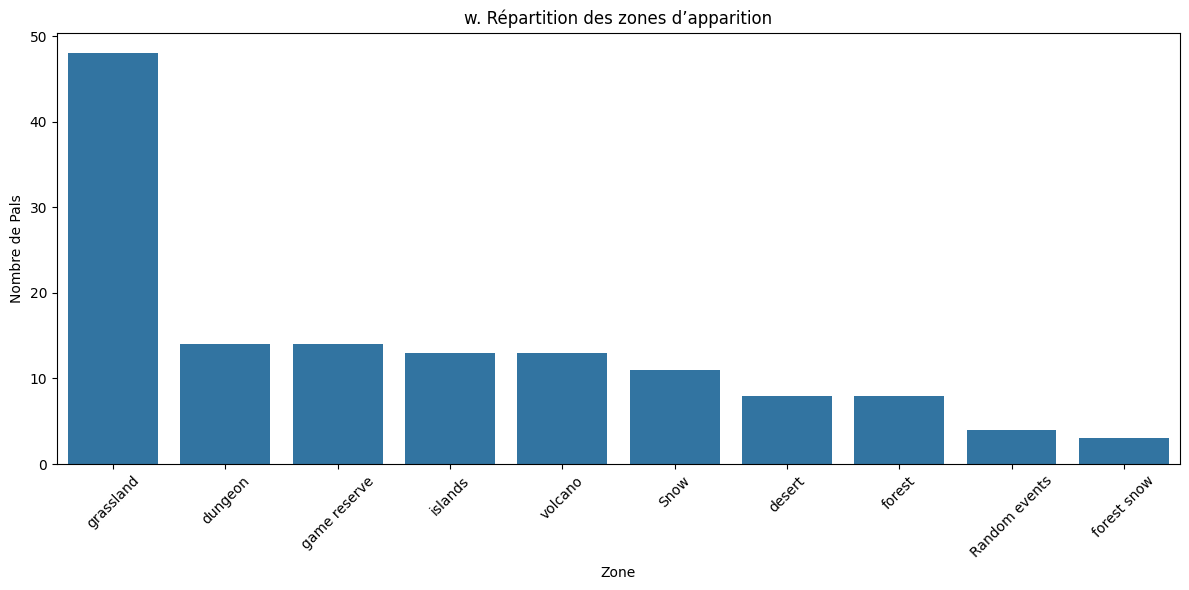 w. Répartition des zones d’apparition
Nombre de Pals
50
40
30
20
10
0
grassland
dungeon
game reserve
islands
volcano
Snow
desert
forest
Random events
forest snow
Zone